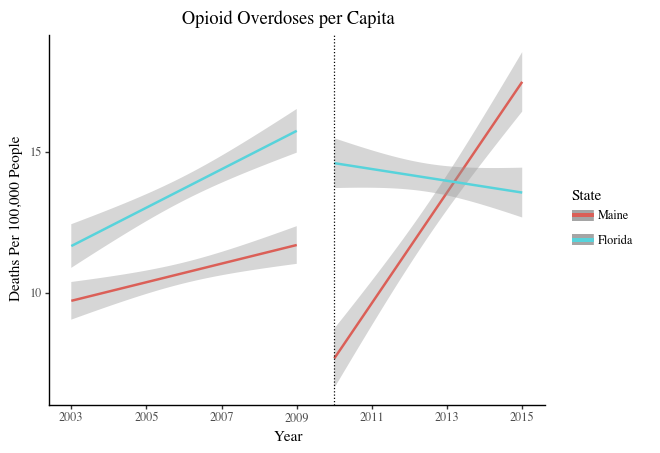 Opioid Overdoses per Capita
Deaths Per 100,000 People
15
10
2003 2005 2007 2009 2011 2013 2015
Year
State
Maine
Florida